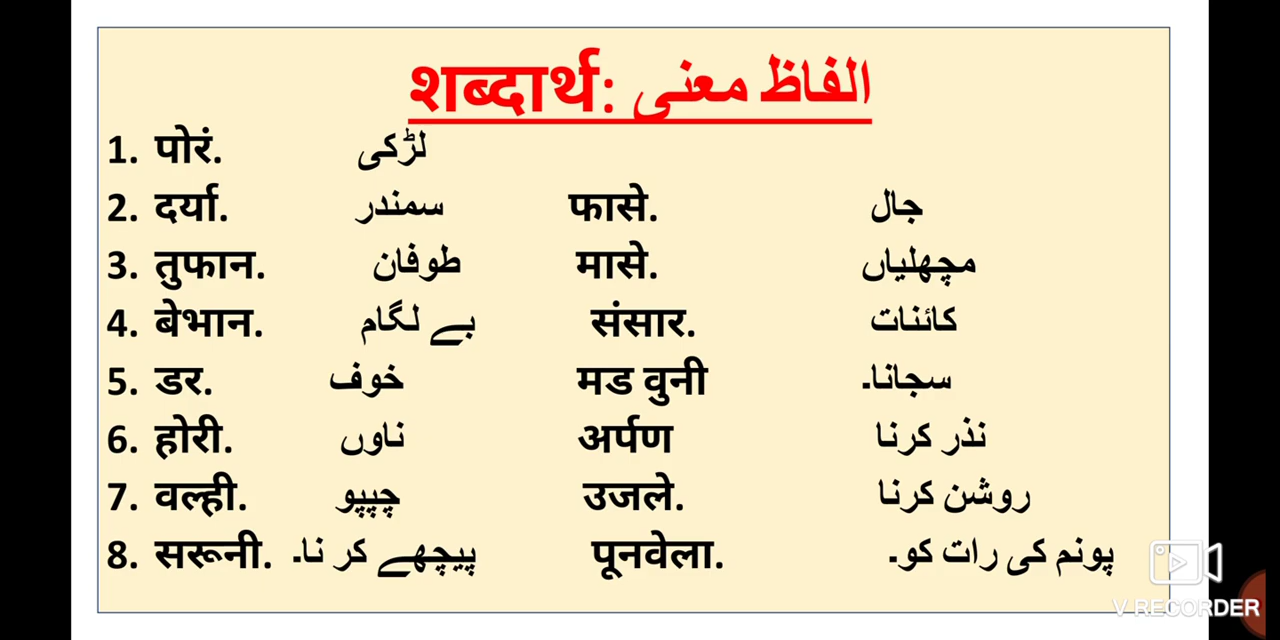 शब्दार्थ: الفاظ معنی
1. पोरं. لڑکی
2. दर्या. سمندر फासे. جال
3. तुफान. طوفان मासे. مچھلیاں
4. बेभान. بے لگام संसार. کائنات
5. डर. خوف मड वुनी سجانا۔
6. होरी. ناوں अर्पण نذر کرنا
7. वल्ही. چپپو उजले. روشن کرنا
8. सरूनी. پیچھے کر نا۔ पूनवेला. پونم کی رات کو۔
V RECORDER